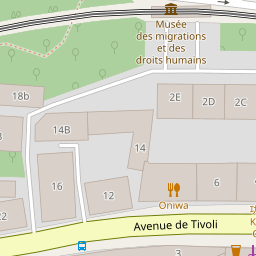 Musée
des migrations
et des
droits humains
18b
2E
2D
2C
14B
14
16
12
6
Oniwa
22
Avenue de Tivoli
3